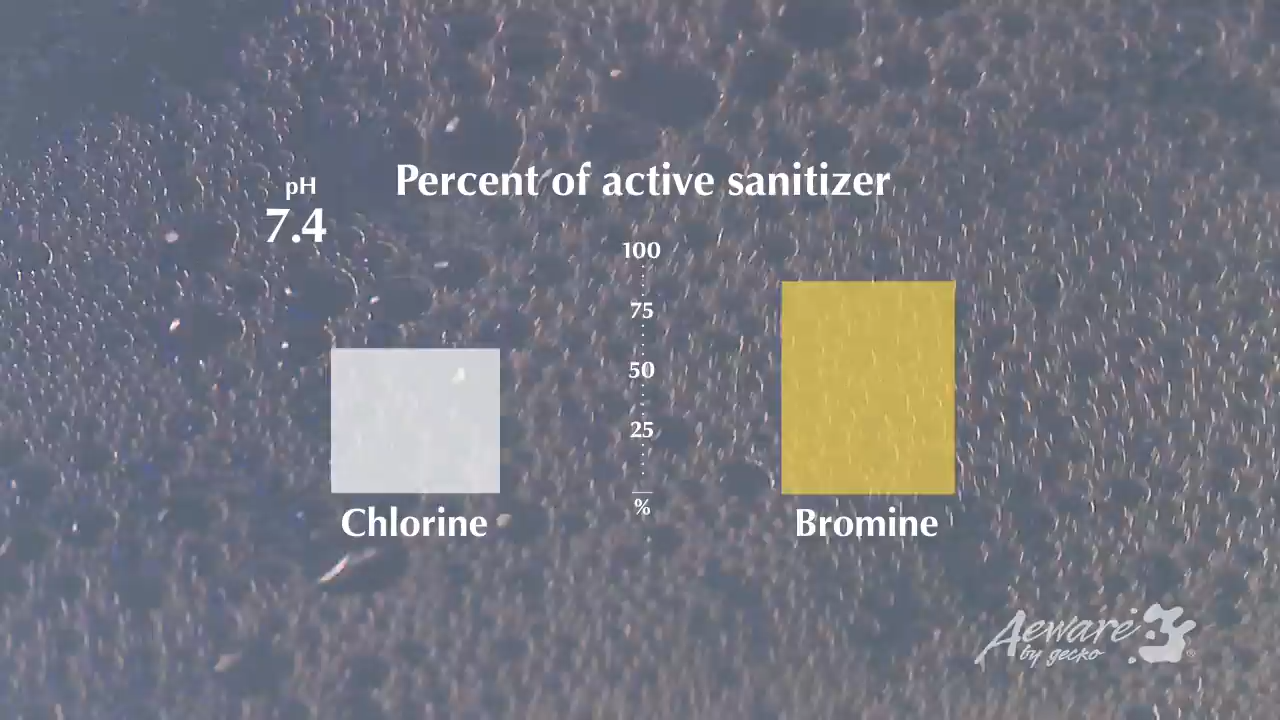 pH
7.4
Percent of active sanitizer
100
75
50
25
%
Chlorine
Bromine
Aeware
by gecko
®